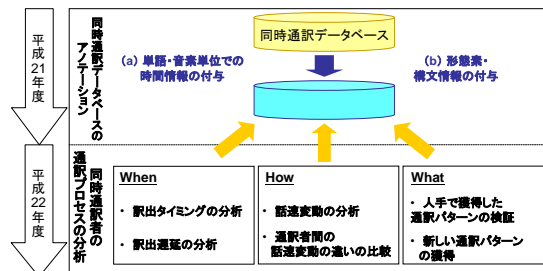 平成21年度
同時通訳データベースの
アノテーション
同時通訳データベース
(a) 単語・音素単位での
時間情報の付与
(b) 形態素・
構文情報の付与
平成22年度
同時通訳者の
通訳プロセスの分析
When
・ 訳出タイミングの分析
・ 訳出遅延の分析
How
・ 話速変動の分析
・ 通訳者間の
話速変動の違いの比較
What
・ 人手で獲得した
通訳パターンの検証
・ 新しい通訳パターン
の獲得